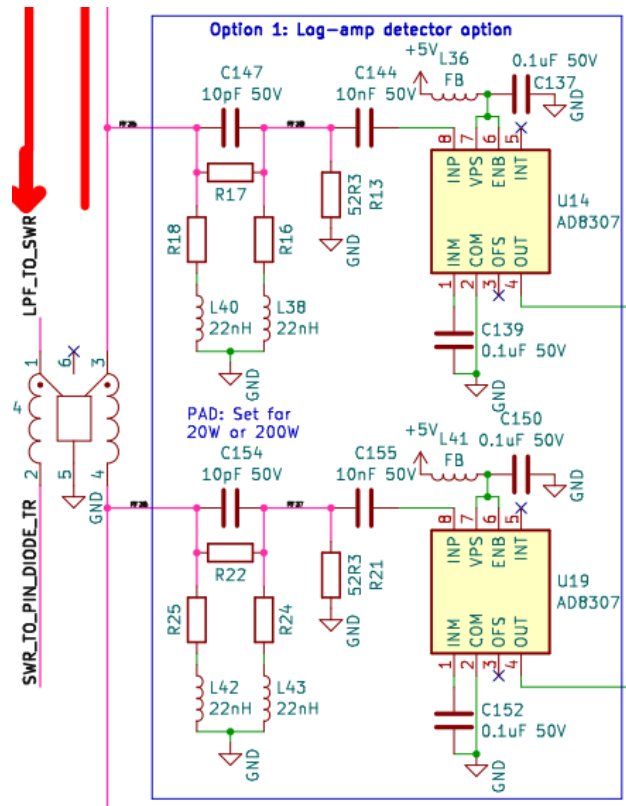 Option 1: Log-amp detector option
C147
10pF 50V
C144
10nF 50V
+5V
L36
FB
0.1uF 50V
C137
GND
R17
R18
R16
52R3
R13
GND
L40
22nH
L38
22nH
GND
8
7
6
5
INP
VPS
ENB
INT
U14
AD8307
INM
COM
OFS
OUT
1
2
3
4
C139
0.1uF 50V
GND
LPF_TO_SWR
1
6
3
4
2
5
4
GND
SWR_TO_PIN_DIODE_TR
PAD: Set for
20W or 200W
C154
10pF 50V
C155
10nF 50V
+5V
L41
FB
C150
0.1uF 50V
GND
R22
R25
R24
52R3
R21
GND
L42
22nH
L43
22nH
GND
8
7
6
5
INP
VPS
ENB
INT
U19
AD8307
INM
COM
OFS
OUT
1
2
3
4
C152
0.1uF 50V
GND